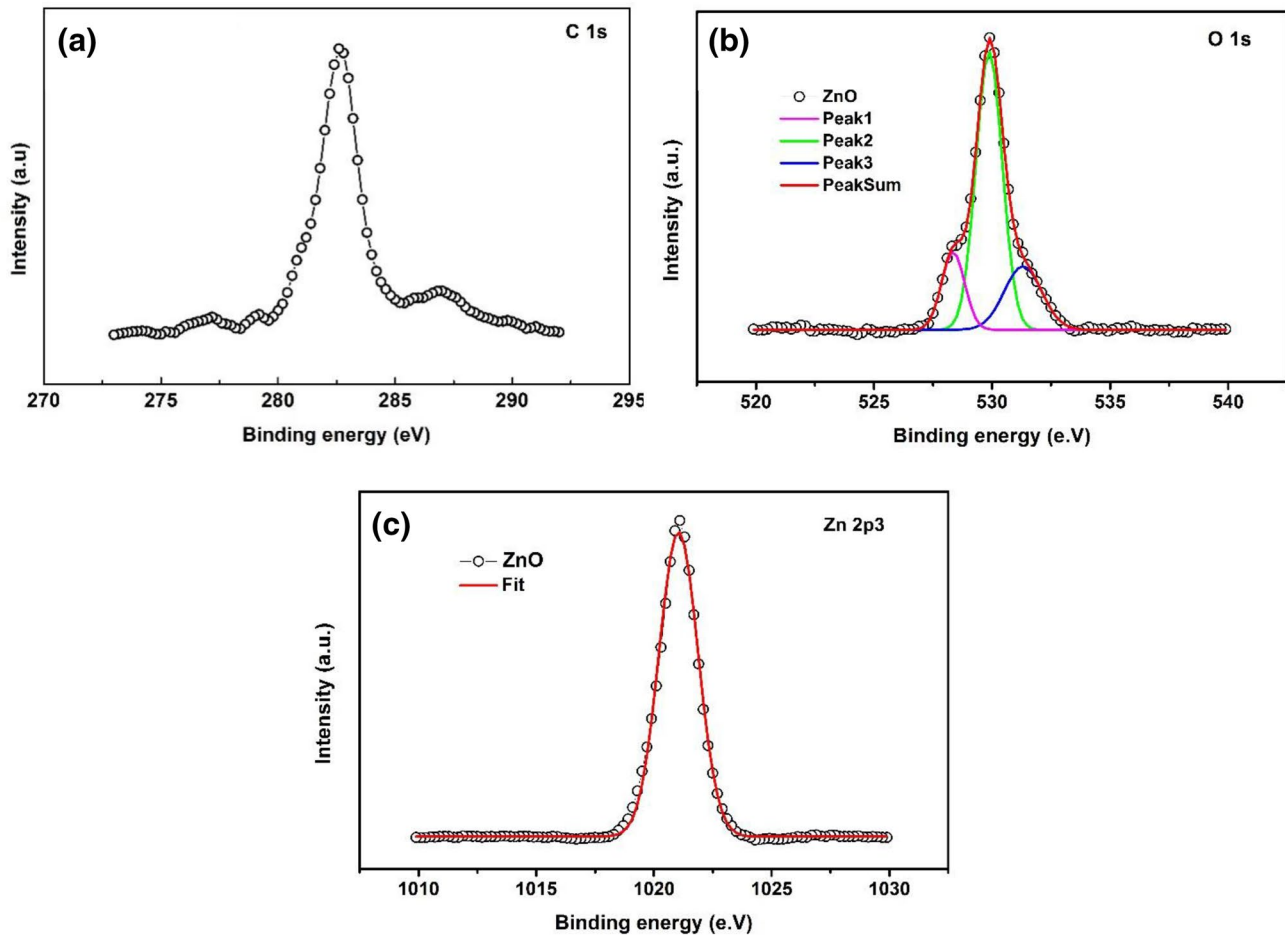 (a)
C 1s
Intensity (a.u)
270 275 280 285 290 295
Binding energy (eV)
(b)
O 1s
ZnO
Peak1
Peak2
Peak3
PeakSum
Intensity (a.u.)
520 525 530 535 540
Binding energy (e.V)
(c)
Zn 2p3
ZnO
Fit
Intensity (a.u.)
1010 1015 1020 1025 1030
Binding energy (e.V)